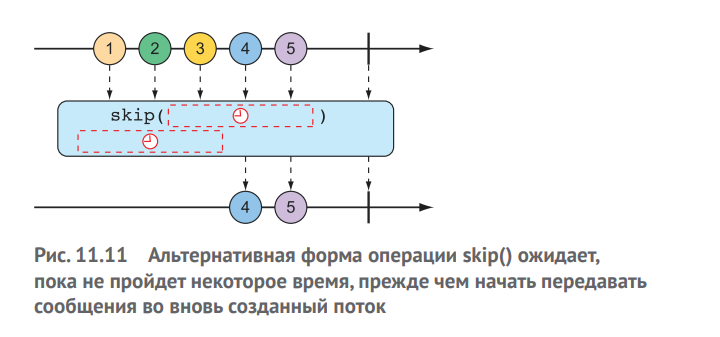 1 2 3 4 5
skip( )
4 5
Рис. 11.11 Альтернативная форма операции skip() ожидает,
пока не пройдет некоторое время, прежде чем начать передавать
сообщения во вновь созданный поток